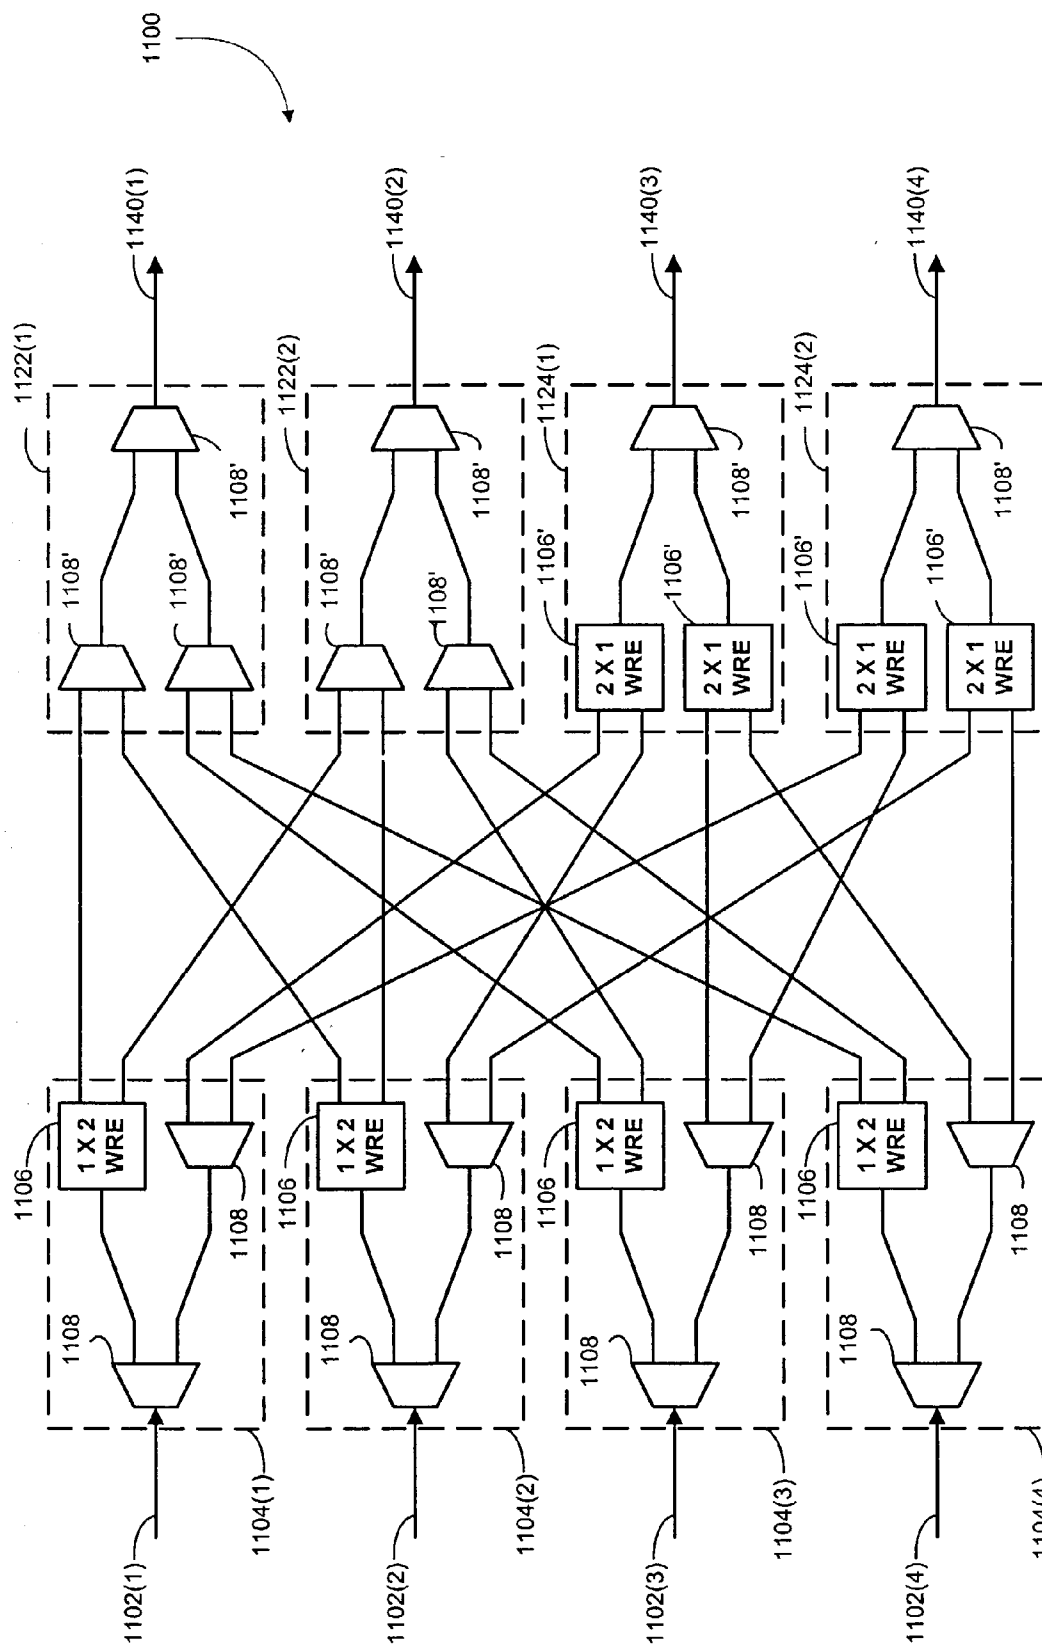 1100
1122(1)
1140(1)
1108'
1108'
1108'
1122(2)
1140(2)
1108'
1108'
1108'
1124(1)
1140(3)
1106'
1106'
1108'
2 X 1
WRE
2 X 1
WRE
1124(2)
1140(4)
1106'
1106'
1108'
2 X 1
WRE
2 X 1
WRE
1106
1 X 2
WRE
1108
1108
1102(1)
1104(1)
1106
1 X 2
WRE
1108
1108
1102(2)
1104(2)
1106
1 X 2
WRE
1108
1108
1102(3)
1104(3)
1106
1 X 2
WRE
1108
1108
1102(4)
1104(4)